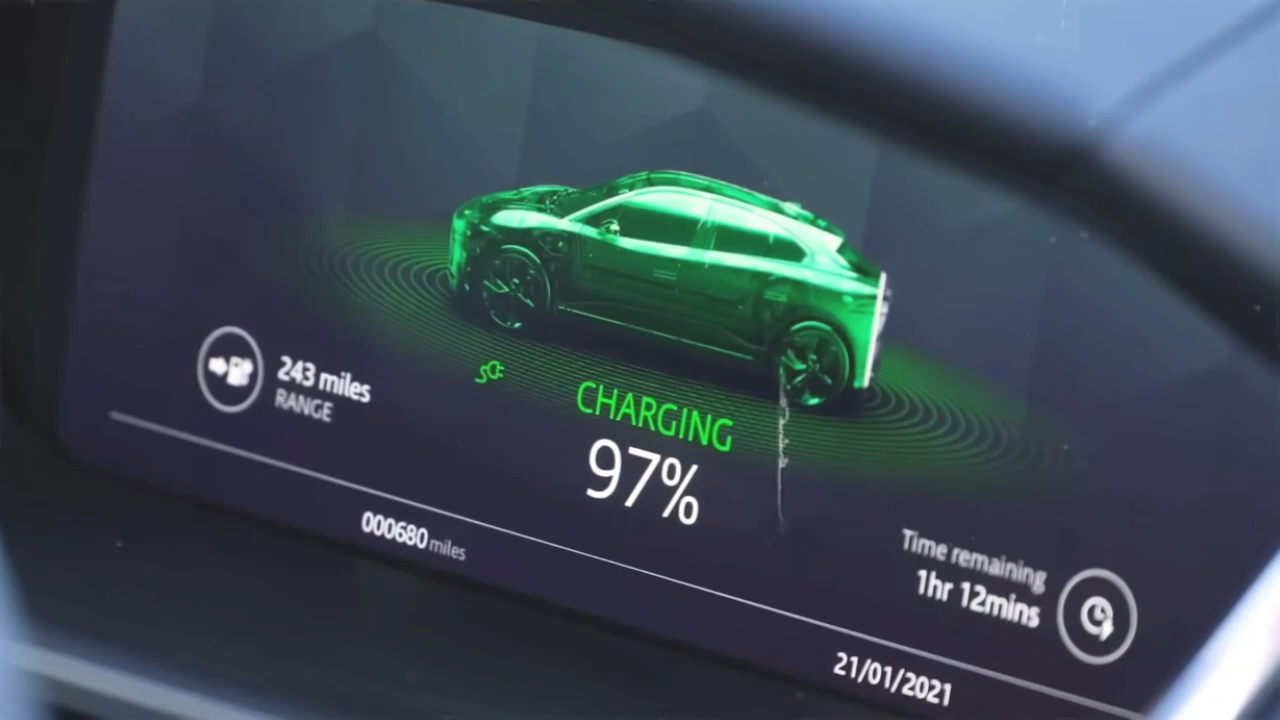 243 miles
RANGE
CHARGING
97%
000680 miles
Time remaining
1hr 12mins
21/01/2021